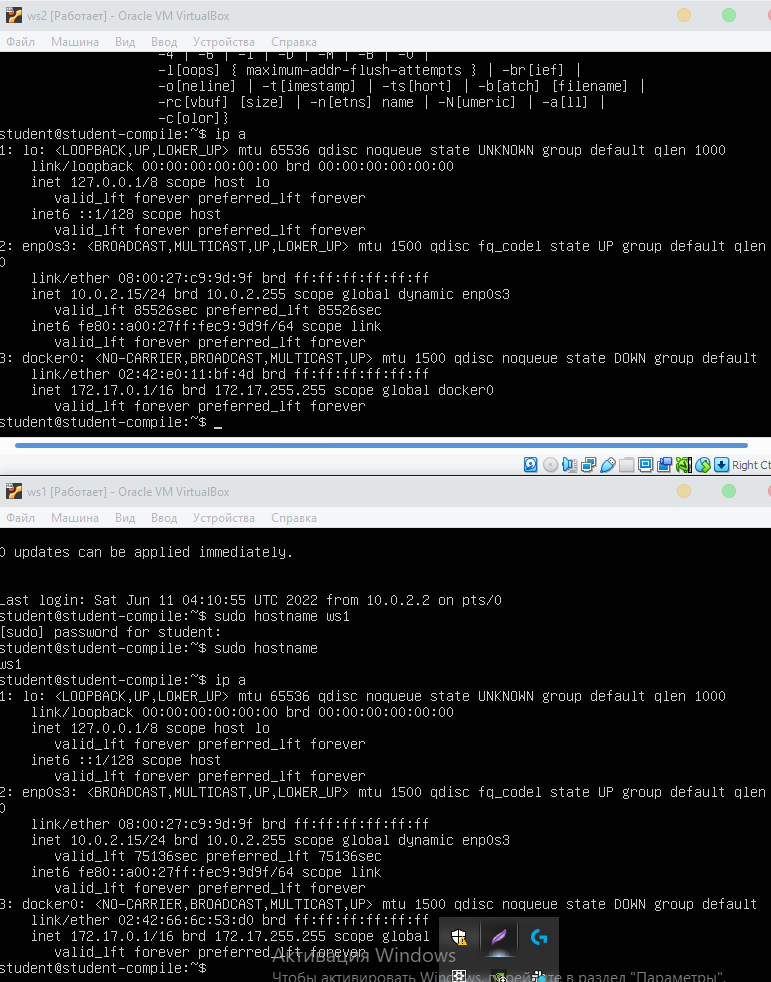 ws2 [Работает] - Oracle VM VirtualBox
Файл Машина Вид Ввод Устройства Справка
-4 | -6 | -I | -D | -M | -B | -0 |
-l[oops] { maximum-addr-flush-attempts } | -br[ief] |
-o[neline] | -t[imestamp] | -ts[hort] | -b[atch] [filename] |
-rc[vbuf] [size] | -n[etns] name | -N[umeric] | -a[ll] |
-c[olor]}
student@student-compile:~$ ip a
1: lo: <LOOPBACK,UP,LOWER_UP> mtu 65536 qdisc noqueue state UNKNOWN group default qlen 1000
link/loopback 00:00:00:00:00:00 brd 00:00:00:00:00:00
inet 127.0.0.1/8 scope host lo
valid_lft forever preferred_lft forever
inet6 ::1/128 scope host
valid_lft forever preferred_lft forever
2: enp0s3: <BROADCAST,MULTICAST,UP,LOWER_UP> mtu 1500 qdisc fq_codel state UP group default qlen
0
link/ether 08:00:27:c9:9d:9f brd ff:ff:ff:ff:ff:ff
inet 10.0.2.15/24 brd 10.0.2.255 scope global dynamic enp0s3
valid_lft 85526sec preferred_lft 85526sec
inet6 fe80::a00:27ff:fec9:9d9f/64 scope link
valid_lft forever preferred_lft forever
3: docker0: <NO-CARRIER,BROADCAST,MULTICAST,UP> mtu 1500 qdisc noqueue state DOWN group default
link/ether 02:42:e0:11:bf:4d brd ff:ff:ff:ff:ff:ff
inet 172.17.0.1/16 brd 172.17.255.255 scope global docker0
valid_lft forever preferred_lft forever
student@student-compile:~$ _
Right Ct
ws1 [Работает] - Oracle VM VirtualBox
Файл Машина Вид Ввод Устройства Справка
0 updates can be applied immediately.
Last login: Sat Jun 11 04:10:55 UTC 2022 from 10.0.2.2 on pts/0
student@student-compile:~$ sudo hostname ws1
[sudo] password for student:
student@student-compile:~$ sudo hostname
ws1
student@student-compile:~$ ip a
1: lo: <LOOPBACK,UP,LOWER_UP> mtu 65536 qdisc noqueue state UNKNOWN group default qlen 1000
link/loopback 00:00:00:00:00:00 brd 00:00:00:00:00:00
inet 127.0.0.1/8 scope host lo
valid_lft forever preferred_lft forever
inet6 ::1/128 scope host
valid_lft forever preferred_lft forever
2: enp0s3: <BROADCAST,MULTICAST,UP,LOWER_UP> mtu 1500 qdisc fq_codel state UP group default qlen
0
link/ether 08:00:27:c9:9d:9f brd ff:ff:ff:ff:ff:ff
inet 10.0.2.15/24 brd 10.0.2.255 scope global dynamic enp0s3
valid_lft 75136sec preferred_lft 75136sec
inet6 fe80::a00:27ff:fec9:9d9f/64 scope link
valid_lft forever preferred_lft forever
3: docker0: <NO-CARRIER,BROADCAST,MULTICAST,UP> mtu 1500 qdisc noqueue state DOWN group default
link/ether 02:42:66:6c:53:d0 brd ff:ff:ff:ff:ff:ff
inet 172.17.0.1/16 brd 172.17.255.255 scope global
valid_lft forever preferred_lft forever
student@student-compile:~$
Активация Windows
Чтобы активировать Windows, перейдите в раздел "Параметры".